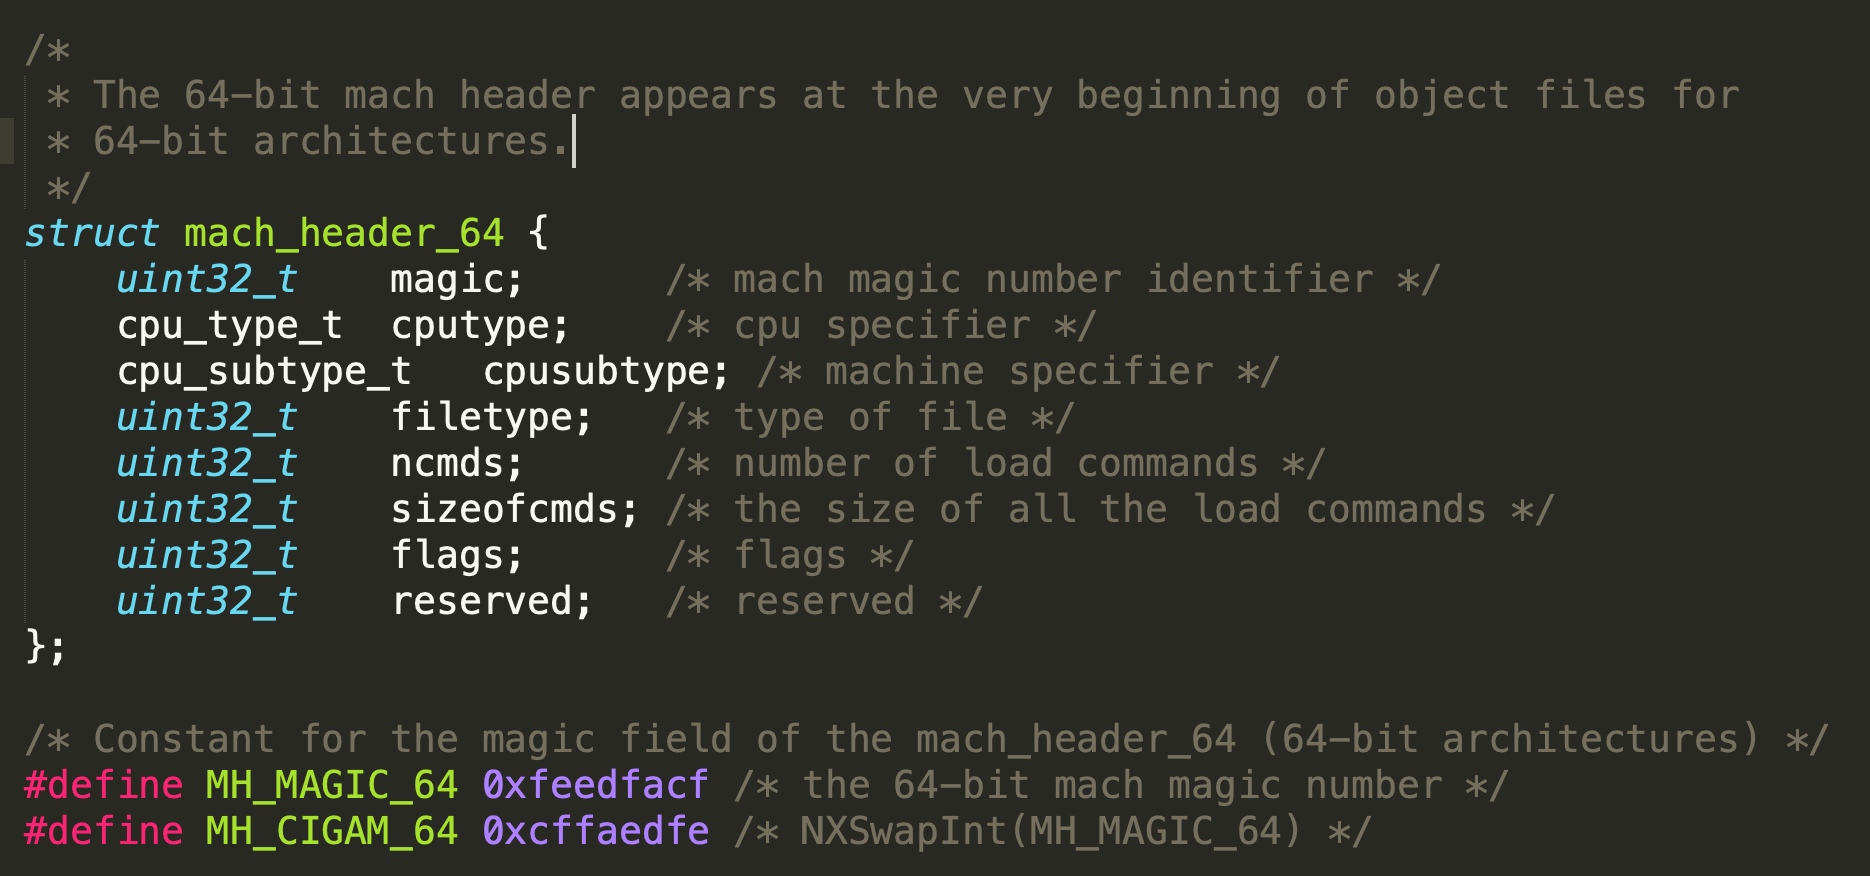 /*
 * The 64-bit mach header appears at the very beginning of object files for
 * 64-bit architectures.
 */
struct mach_header_64 {
    uint32_t    magic;      /* mach magic number identifier */
    cpu_type_t  cputype;    /* cpu specifier */
    cpu_subtype_t   cpusubtype; /* machine specifier */
    uint32_t    filetype;   /* type of file */
    uint32_t    ncmds;      /* number of load commands */
    uint32_t    sizeofcmds; /* the size of all the load commands */
    uint32_t    flags;      /* flags */
    uint32_t    reserved;   /* reserved */
};

/* Constant for the magic field of the mach_header_64 (64-bit architectures) */
#define MH_MAGIC_64 0xfeedfacf /* the 64-bit mach magic number */
#define MH_CIGAM_64 0xcffaedfe /* NXSwapInt(MH_MAGIC_64) */